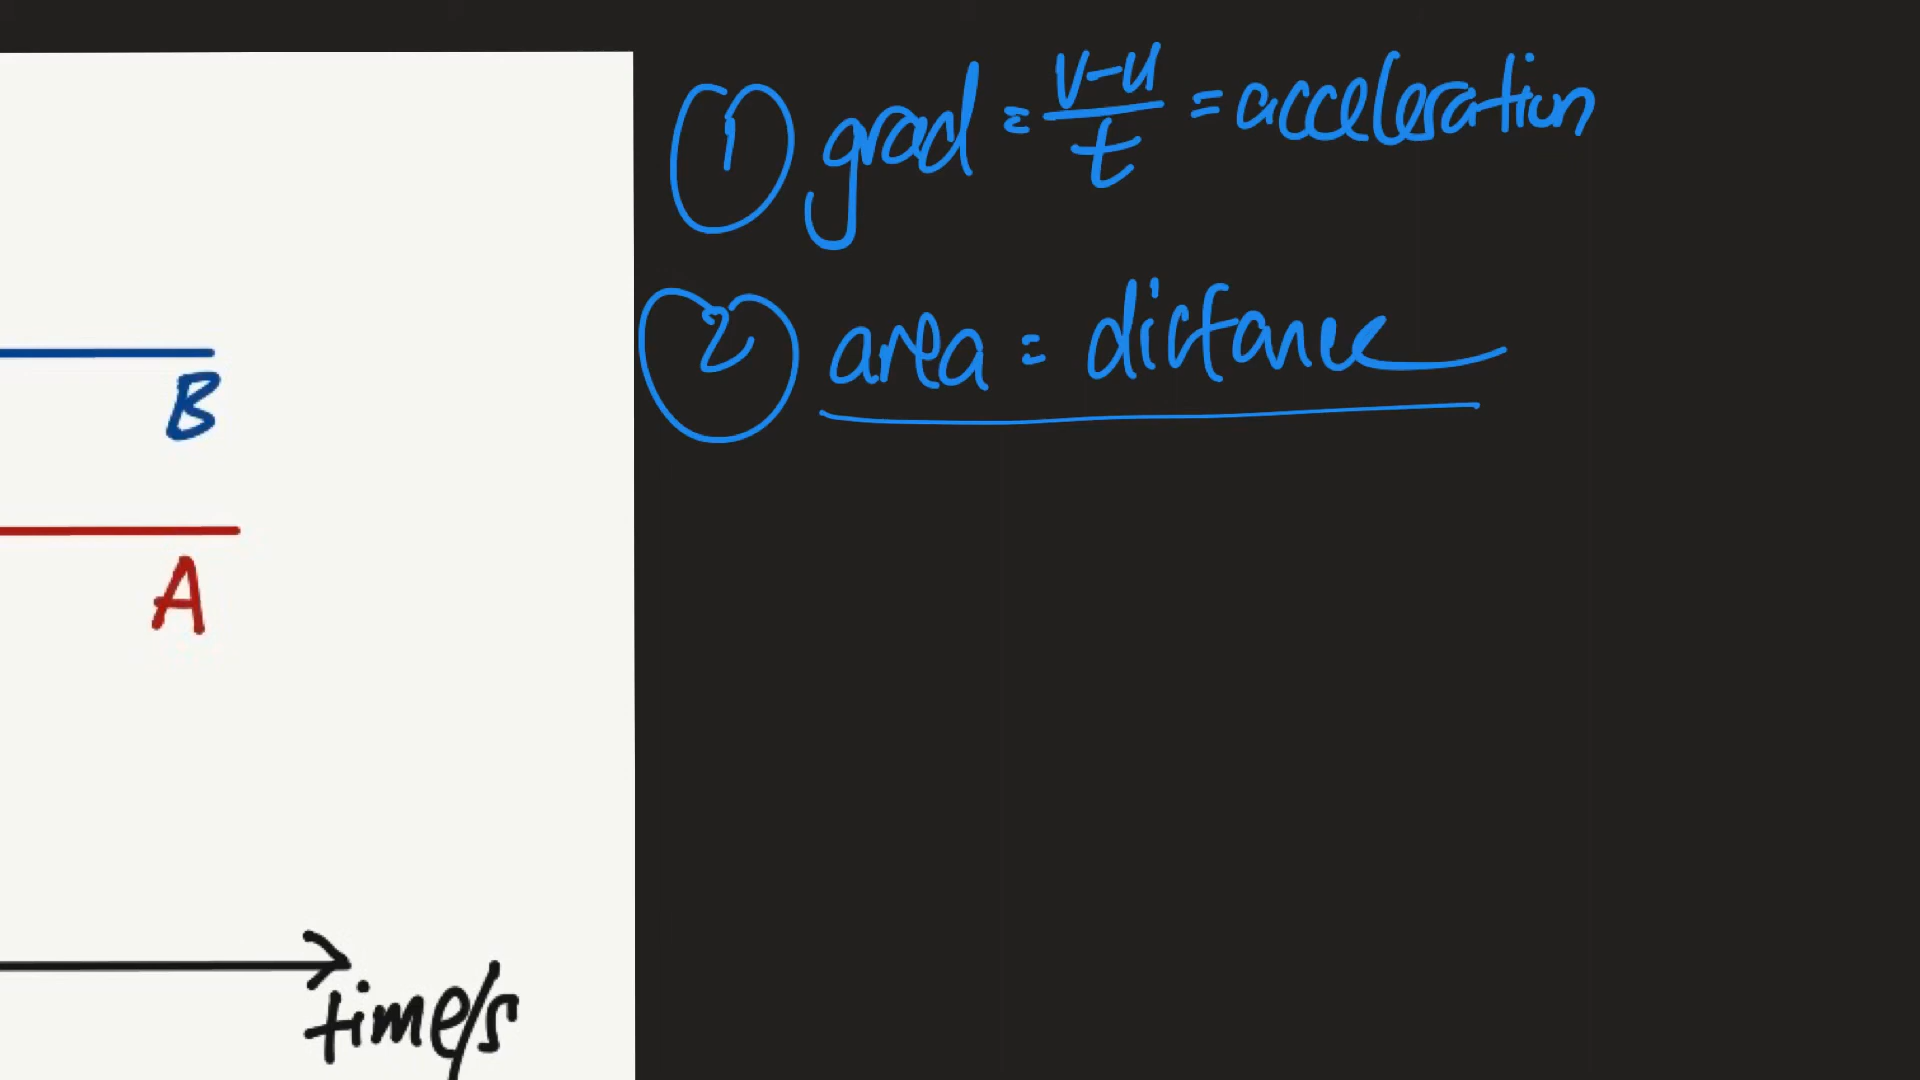 ① grad = v-u/t = acceleration
② area = distance
B
A
time/s